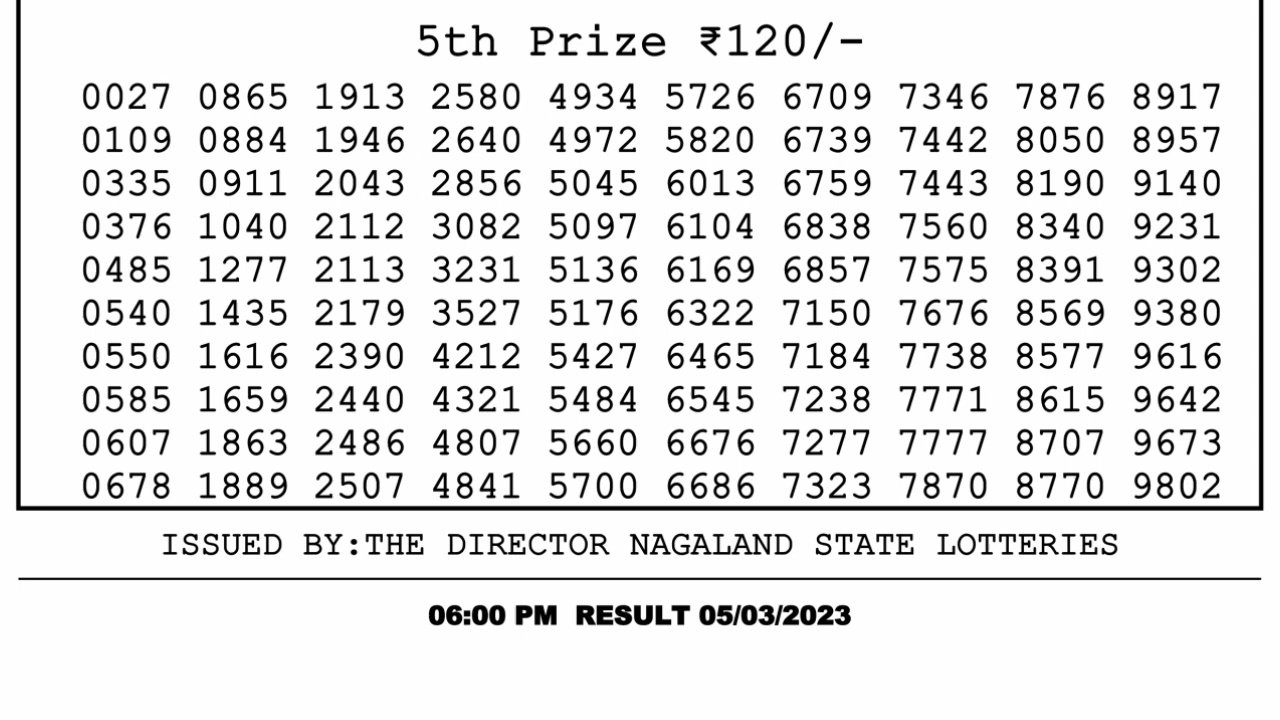 5th Prize ₹120/-
0027 0865 1913 2580 4934 5726 6709 7346 7876 8917
0109 0884 1946 2640 4972 5820 6739 7442 8050 8957
0335 0911 2043 2856 5045 6013 6759 7443 8190 9140
0376 1040 2112 3082 5097 6104 6838 7560 8340 9231
0485 1277 2113 3231 5136 6169 6857 7575 8391 9302
0540 1435 2179 3527 5176 6322 7150 7676 8569 9380
0550 1616 2390 4212 5427 6465 7184 7738 8577 9616
0585 1659 2440 4321 5484 6545 7238 7771 8615 9642
0607 1863 2486 4807 5660 6676 7277 7777 8707 9673
0678 1889 2507 4841 5700 6686 7323 7870 8770 9802
ISSUED BY:THE DIRECTOR NAGALAND STATE LOTTERIES
06:00 PM RESULT 05/03/2023